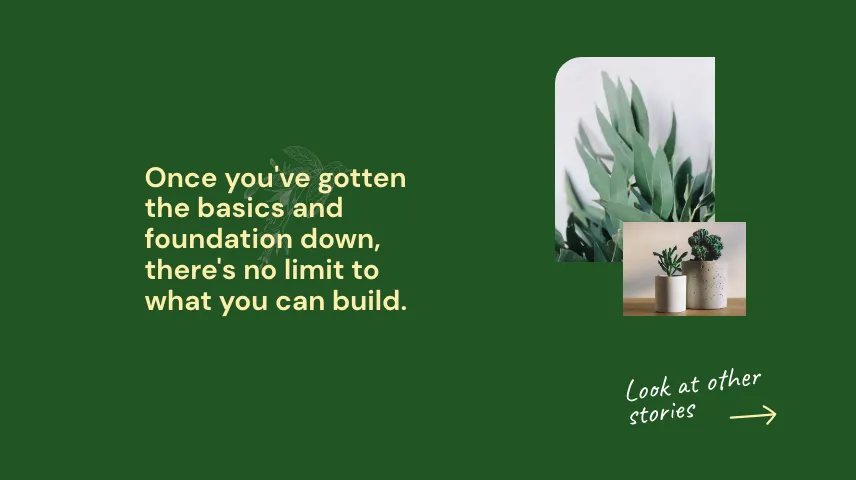 Once you've gotten
the basics and
foundation down,
there's no limit to
what you can build.
Look at other
stories